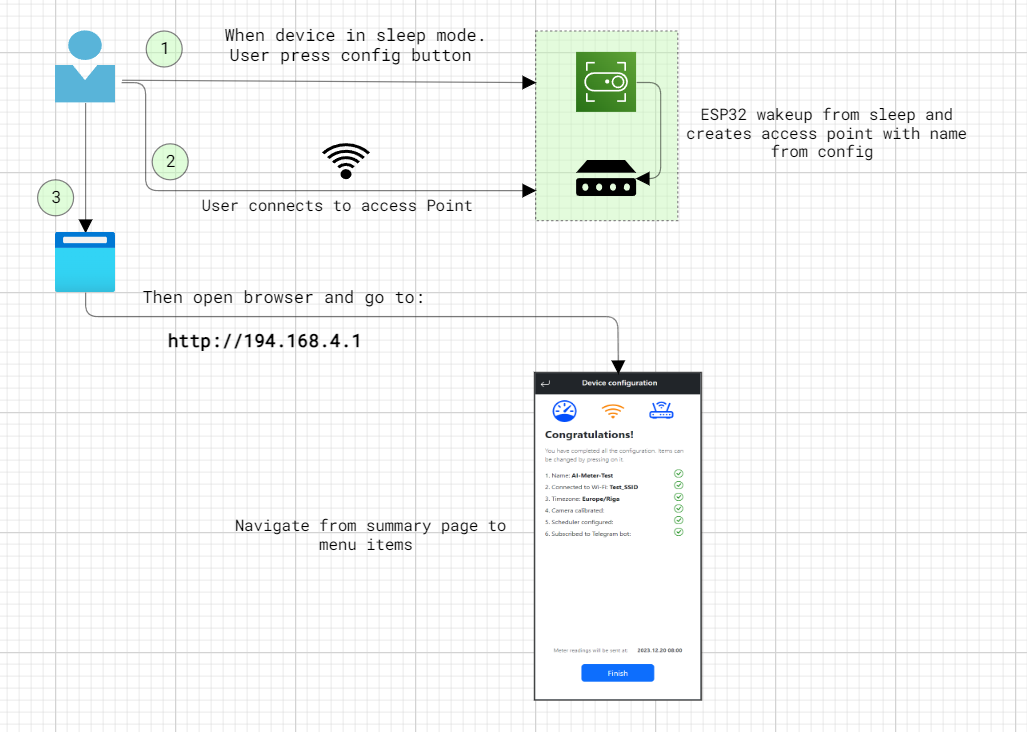 1
When device in sleep mode.
User press config button
ESP32 wakeup from sleep and
creates access point with name
from config
2
User connects to access Point
3
Then open browser and go to:
http://194.168.4.1
Device configuration
Congratulations!
You have completed all the configuration. Items can
be changed by pressing on it.
1. Name: AI-Meter-Test
2. Connected to Wi-Fi: Test_SSID
3. Timezone: Europe/Riga
4. Camera calibrated:
5. Scheduler configured:
6. Subscribed to Telegram bot:
Navigate from summary page to
menu items
Meter readings will be sent at: 2023.12.20 08:00
Finish